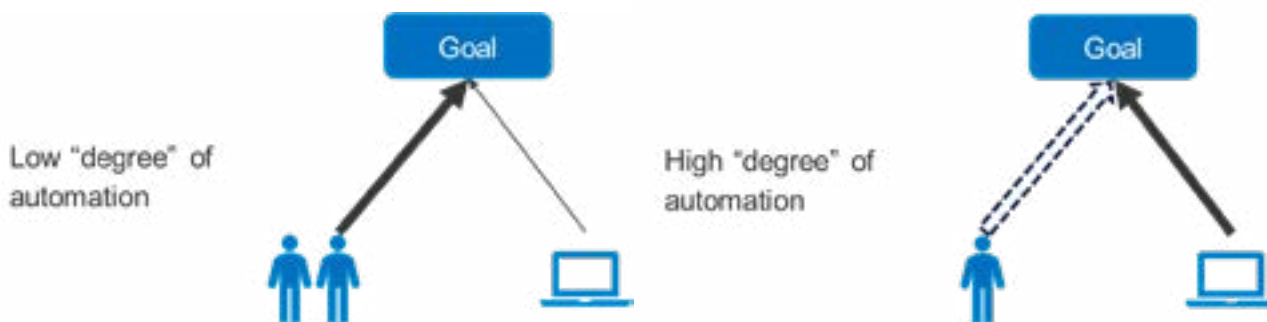 Goal
Low “degree” of
automation
Goal
High “degree” of
automation